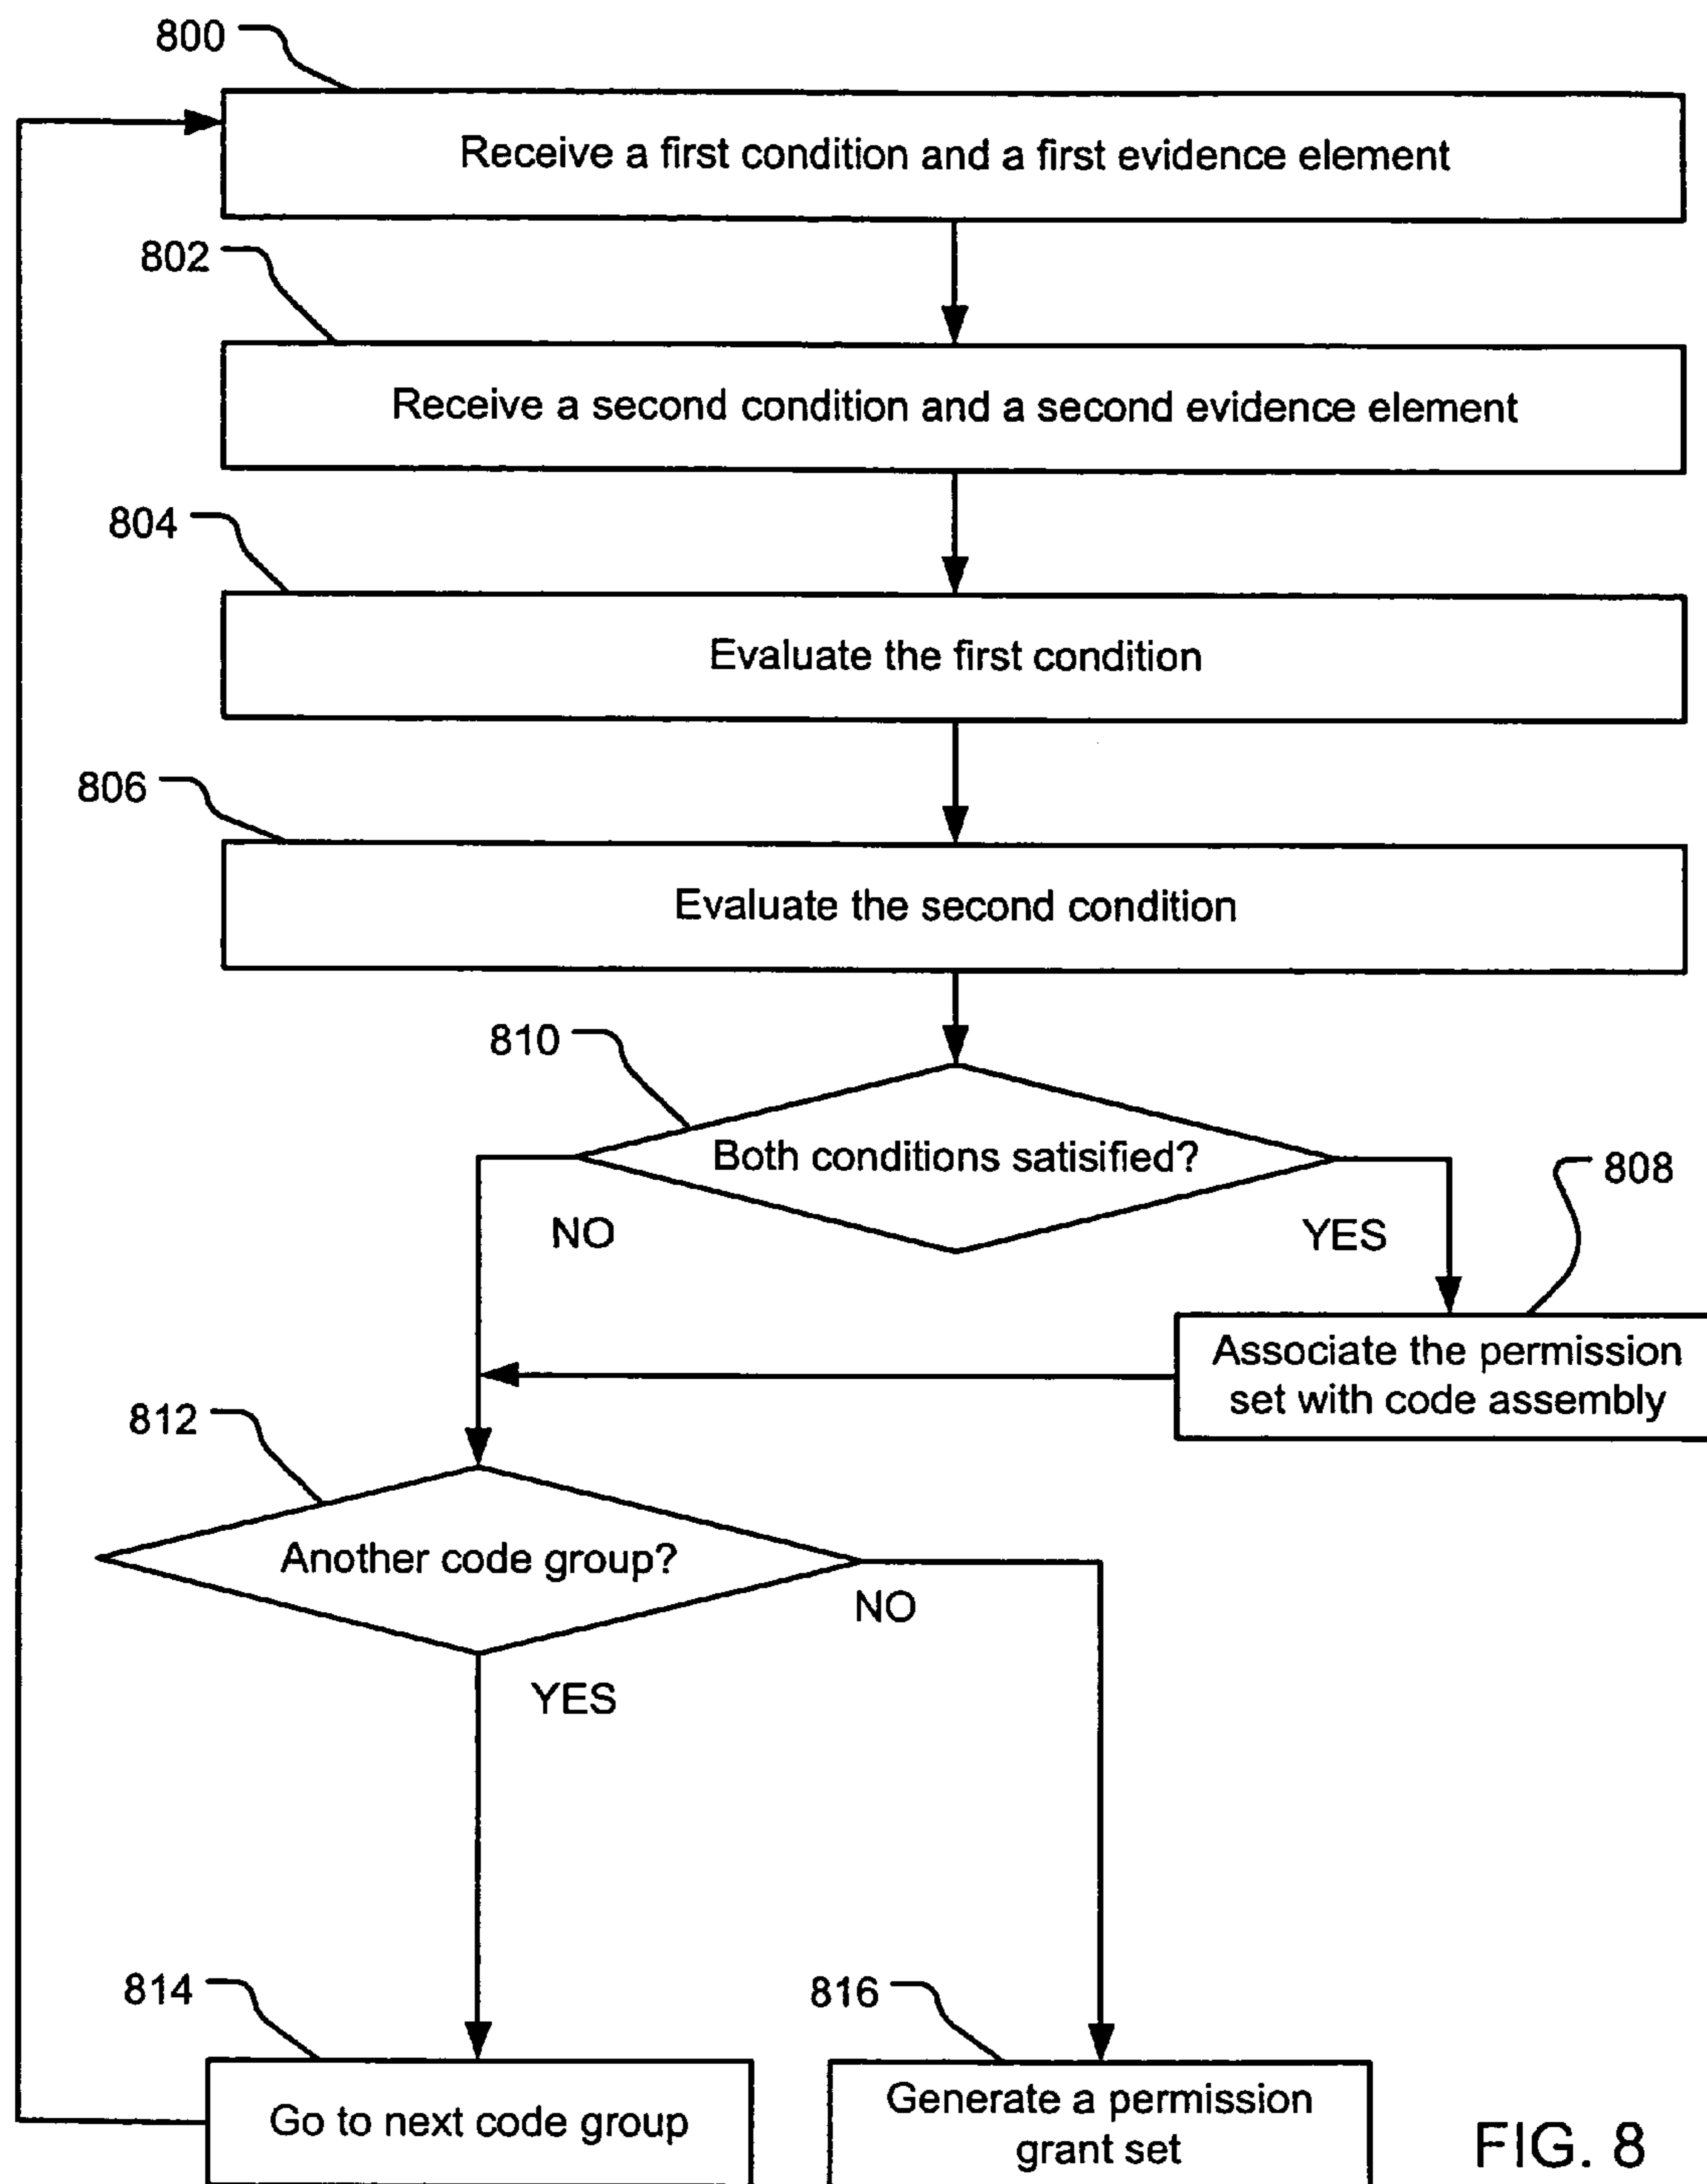 800
Receive a first condition and a first evidence element
802
Receive a second condition and a second evidence element
804
Evaluate the first condition
806
Evaluate the second condition
810
Both conditions satisified?
808
NO
YES
Associate the permission
set with code assembly
812
Another code group?
NO
YES
814
816
Go to next code group
Generate a permission
grant set
FIG. 8